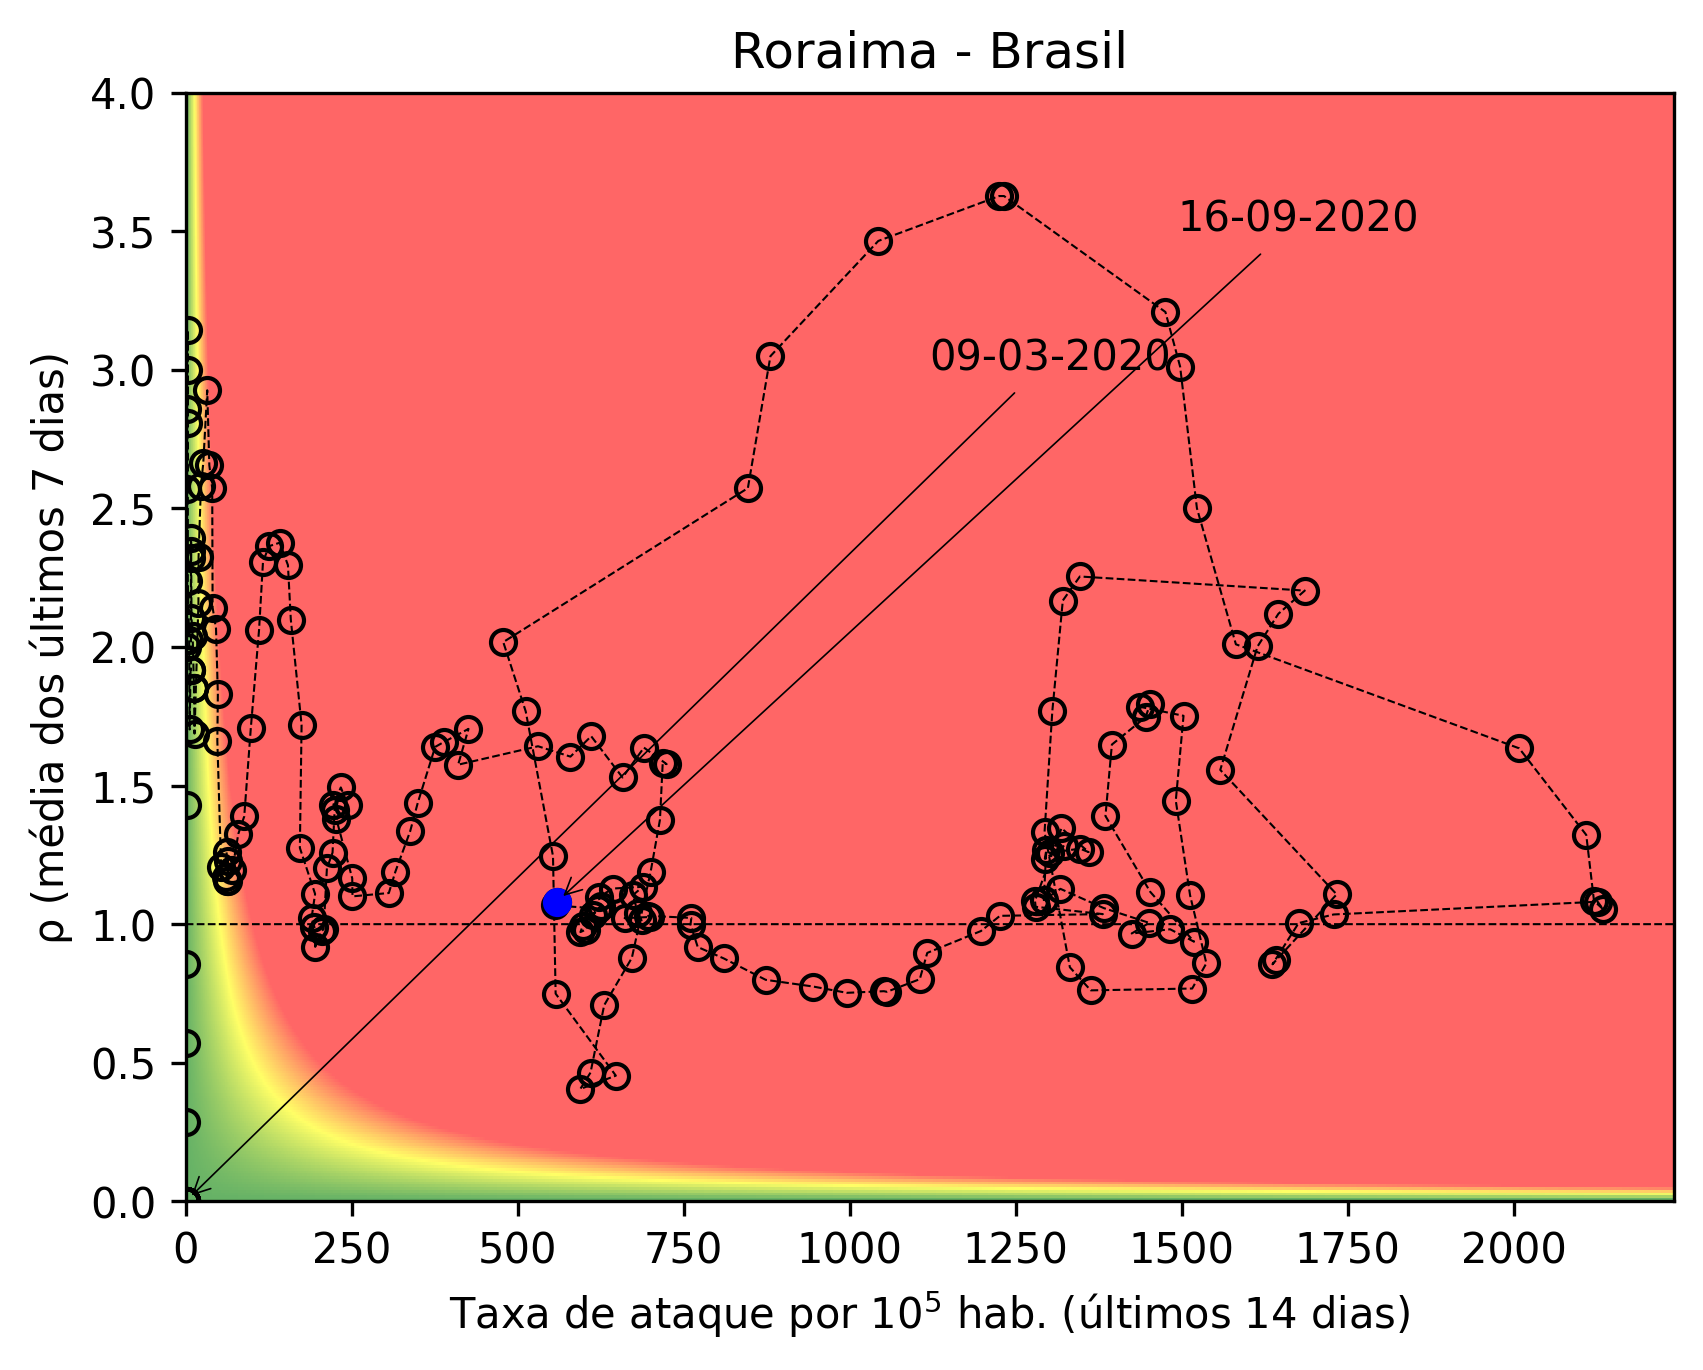 Roraima - Brasil
4.0
3.5
3.0
2.5
2.0
1.5
1.0
0.5
0.0
ρ (média dos últimos 7 dias)
16-09-2020
09-03-2020
0 250 500 750 1000 1250 1500 1750 2000
Taxa de ataque por 10⁵ hab. (últimos 14 dias)